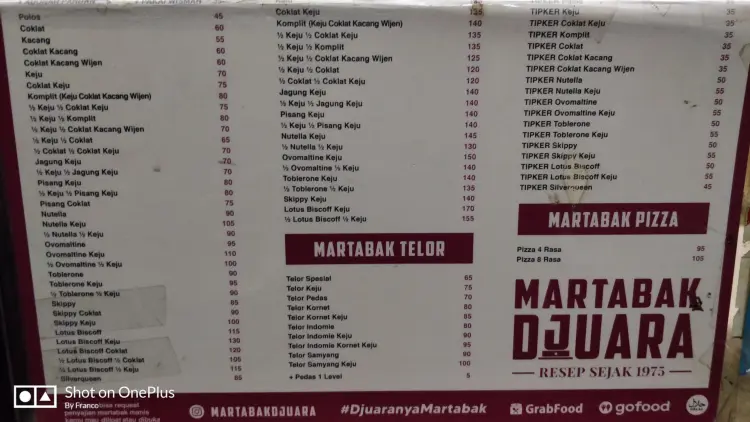 Polos 45
Coklat 60
Kacang 55
Coklat Kacang 60
Coklat Kacang Wijen 60
Keju 70
Coklat Keju 75
Komplit (Keju Coklat Kacang Wijen) 80
½ Keju ½ Coklat Keju 75
½ Keju ½ Komplit 80
½ Keju ½ Coklat Kacang Wijen 70
½ Keju ½ Coklat 65
½ Coklat ½ Coklat Keju 70
Jagung Keju 70
½ Keju ½ Jagung Keju 70
Pisang Keju 80
½ Keju ½ Pisang Keju 80
Pisang Coklat 75
Nutella 90
Nutella Keju 105
½ Nutella ½ Keju 90
Ovomaltine 95
Ovomaltine Keju 110
½ Ovomaltine ½ Keju 100
Toblerone 90
Toblerone Keju 95
½ Toblerone ½ Keju 90
Skippy 85
Skippy Coklat 90
Skippy Keju 100
Lotus Biscoff 115
Lotus Biscoff Keju 130
Lotus Biscoff Coklat 120
½ Lotus Biscoff ½ Coklat 105
½ Lotus Biscoff ½ Keju 115
Silverqueen 85
Coklat Keju 135
Komplit (Keju Coklat Kacang Wijen) 140
½ Keju ½ Coklat Keju 135
½ Keju ½ Komplit 135
½ Keju ½ Coklat Kacang Wijen 125
½ Keju ½ Coklat 120
½ Coklat ½ Coklat Keju 120
Jagung Keju 140
½ Keju ½ Jagung Keju 140
Pisang Keju 140
½ Keju ½ Pisang Keju 140
Nutella Keju 145
½ Nutella ½ Keju 130
Ovomaltine Keju 150
½ Ovomaltine ½ Keju 140
Toblerone Keju 140
½ Toblerone ½ Keju 135
Skippy Keju 140
Lotus Biscoff Keju 170
½ Lotus Biscoff ½ Keju 155
MARTABAK TELOR
Telor Spesial 65
Telor Keju 75
Telor Pedas 70
Telor Kornet 80
Telor Kornet Keju 85
Telor Indomie 80
Telor Indomie Keju 90
Telor Indomie Kornet Keju 95
Telor Samyang 90
Telor Samyang Keju 100
+ Pedas 1 Level 5
TIPKER Keju 35
TIPKER Coklat Keju 35
TIPKER Komplit 35
TIPKER Coklat 35
TIPKER Coklat Kacang 35
TIPKER Coklat Kacang Wijen 35
TIPKER Nutella 50
TIPKER Nutella Keju 55
TIPKER Ovomaltine 50
TIPKER Ovomaltine Keju 55
TIPKER Toblerone 50
TIPKER Toblerone Keju 55
TIPKER Skippy 50
TIPKER Skippy Keju 55
TIPKER Lotus Biscoff 50
TIPKER Lotus Biscoff Keju 55
TIPKER Silverqueen 45
MARTABAK PIZZA
Pizza 4 Rasa 95
Pizza 8 Rasa 105
MARTABAK
DJUARA
RESEP SEJAK 1975
Shot on OnePlus
By Franco
request
penyajian martabak manis
MARTABAKDJUARA
#DjuaranyaMartabak
GrabFood
gofood